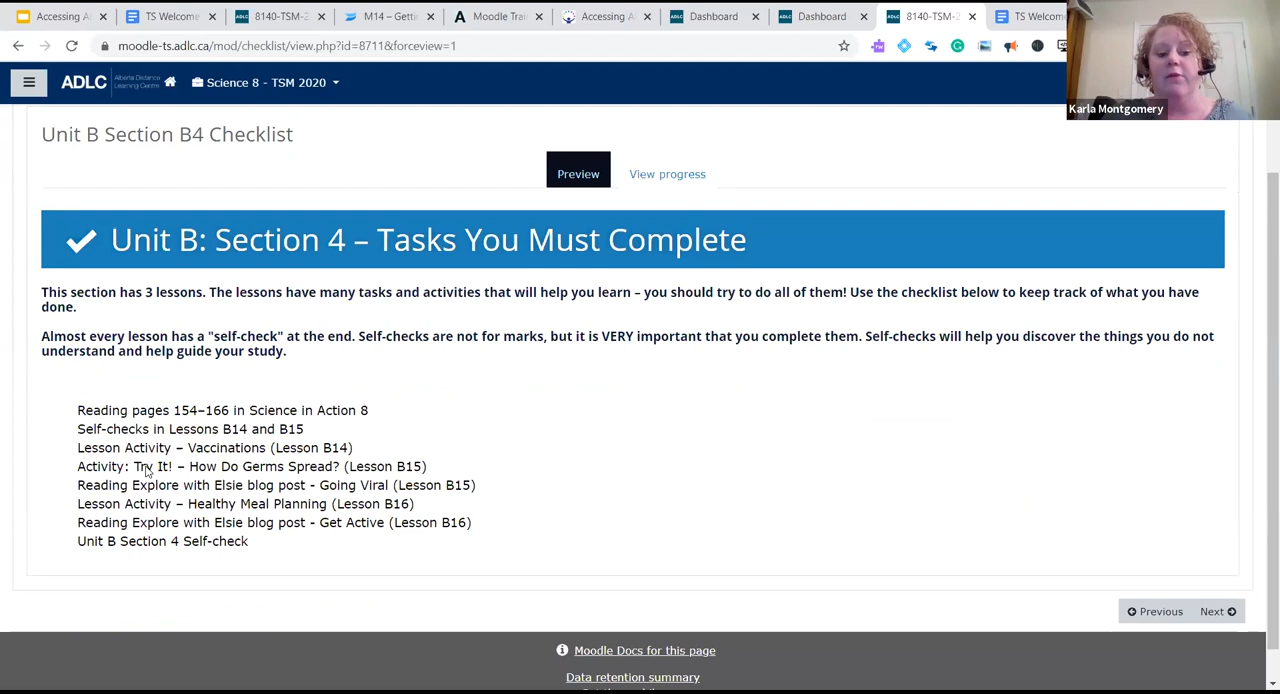 Accessing A
TS Welcome
8140-TSM-2
M14 – Getti
Moodle Trai
Accessing A
Dashboard
Dashboard
8140-TSM-2
TS Welcom
moodle-ts.adlc.ca/mod/checklist/view.php?id=8711&forceview=1
ADLC
Alberta Distance
Learning Centre
Science 8 - TSM 2020
Karla Montgomery
Unit B Section B4 Checklist
Preview
View progress
Unit B: Section 4 – Tasks You Must Complete
This section has 3 lessons. The lessons have many tasks and activities that will help you learn – you should try to do all of them! Use the checklist below to keep track of what you have
done.
Almost every lesson has a "self-check" at the end. Self-checks are not for marks, but it is VERY important that you complete them. Self-checks will help you discover the things you do not
understand and help guide your study.
Reading pages 154–166 in Science in Action 8
Self-checks in Lessons B14 and B15
Lesson Activity – Vaccinations (Lesson B14)
Activity: Try It! – How Do Germs Spread? (Lesson B15)
Reading Explore with Elsie blog post - Going Viral (Lesson B15)
Lesson Activity – Healthy Meal Planning (Lesson B16)
Reading Explore with Elsie blog post - Get Active (Lesson B16)
Unit B Section 4 Self-check
Previous
Next
Moodle Docs for this page
Data retention summary